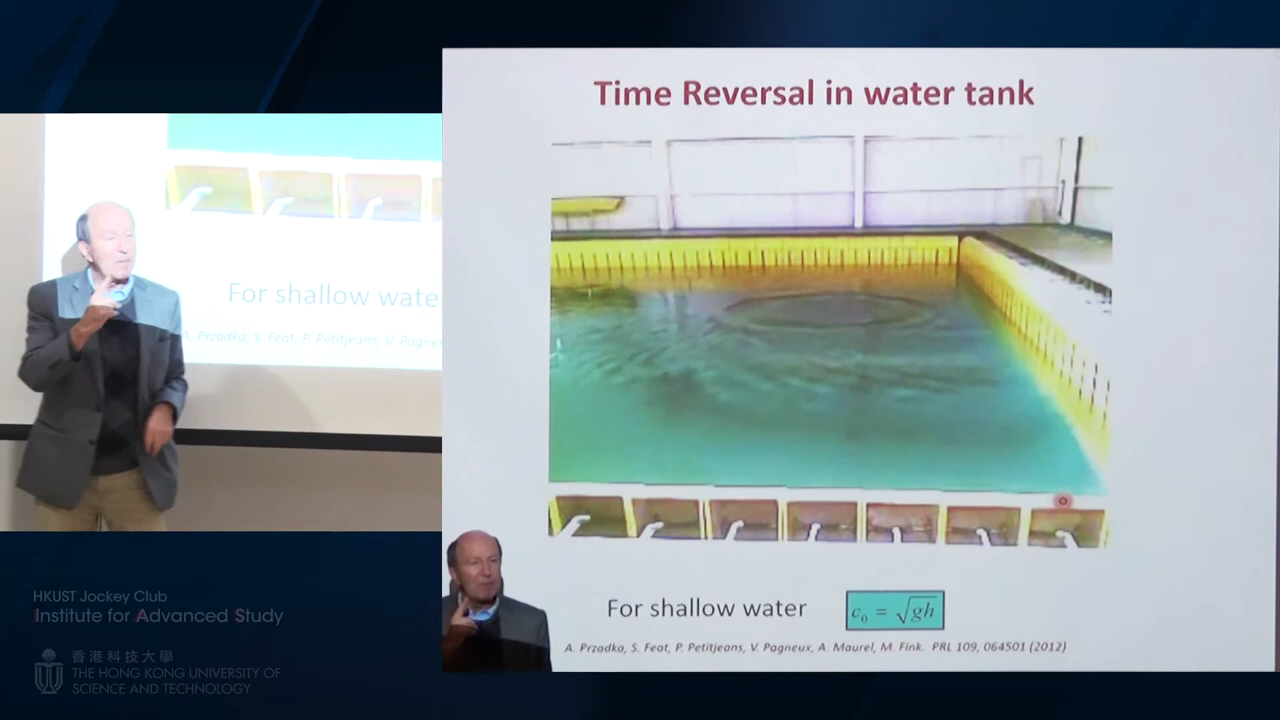 Time Reversal in water tank
For shallow wate
A. Przadka, S. Feat, P. Petitjeans, V. Pagneu
For shallow water
c₀ = √gh
A. Przadka, S. Feat, P. Petitjeans, V. Pagneux, A. Maurel, M. Fink. PRL 109, 064501 (2012)
HKUST Jockey Club
Institute for Advanced Study
香港科技大學
THE HONG KONG UNIVERSITY OF
SCIENCE AND TECHNOLOGY